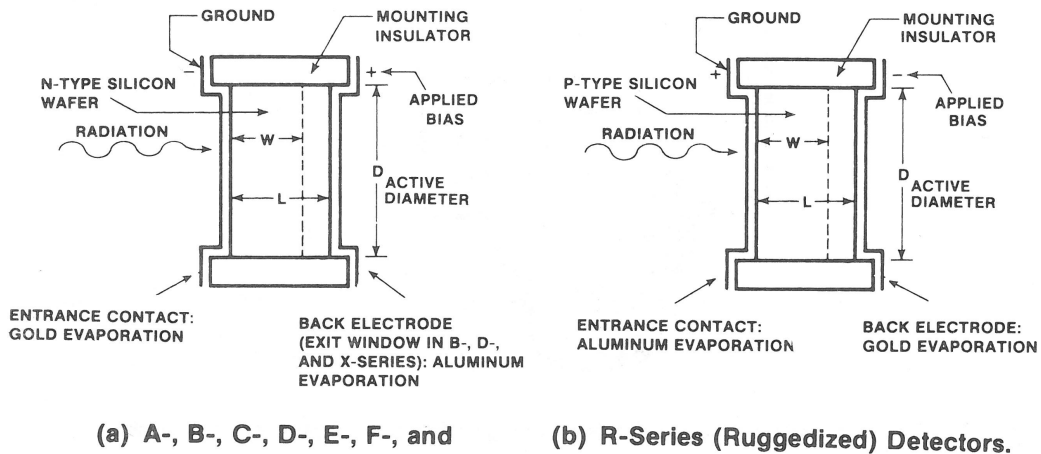 GROUND
MOUNTING
INSULATOR
−
+
N-TYPE SILICON
WAFER
APPLIED
BIAS
RADIATION
W
D
ACTIVE
DIAMETER
L
ENTRANCE CONTACT:
GOLD EVAPORATION
BACK ELECTRODE
(EXIT WINDOW IN B-, D-,
AND X-SERIES): ALUMINUM
EVAPORATION
(a) A-, B-, C-, D-, E-, F-, and
GROUND
MOUNTING
INSULATOR
+
−
P-TYPE SILICON
WAFER
APPLIED
BIAS
RADIATION
W
D
ACTIVE
DIAMETER
L
ENTRANCE CONTACT:
ALUMINUM EVAPORATION
BACK ELECTRODE:
GOLD EVAPORATION
(b) R-Series (Ruggedized) Detectors.